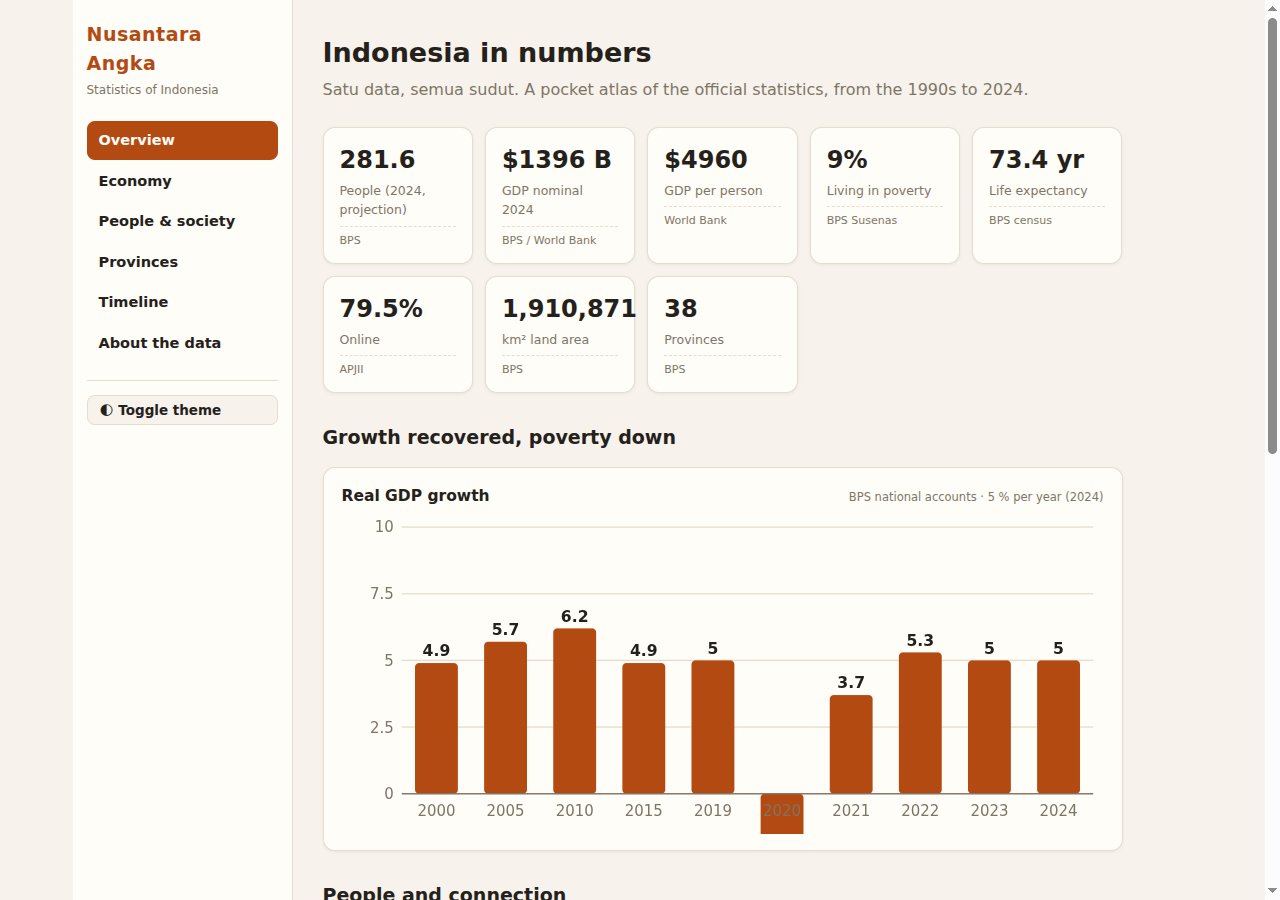 Nusantara
Angka
Statistics of Indonesia
Overview
Economy
People & society
Provinces
Timeline
About the data
◐ Toggle theme
Indonesia in numbers
Satu data, semua sudut. A pocket atlas of the official statistics, from the 1990s to 2024.
281.6
People (2024,
projection)
BPS
$1396 B
GDP nominal
2024
BPS / World Bank
$4960
GDP per person
World Bank
9%
Living in poverty
BPS Susenas
73.4 yr
Life expectancy
BPS census
79.5%
Online
APJII
1,910,871
km² land area
BPS
38
Provinces
BPS
Growth recovered, poverty down
Real GDP growth
BPS national accounts · 5 % per year (2024)
10
7.5
5
2.5
0
4.9
5.7
6.2
4.9
5
3.7
5.3
5
5
2000
2005
2010
2015
2019
2020
2021
2022
2023
2024
People and connection